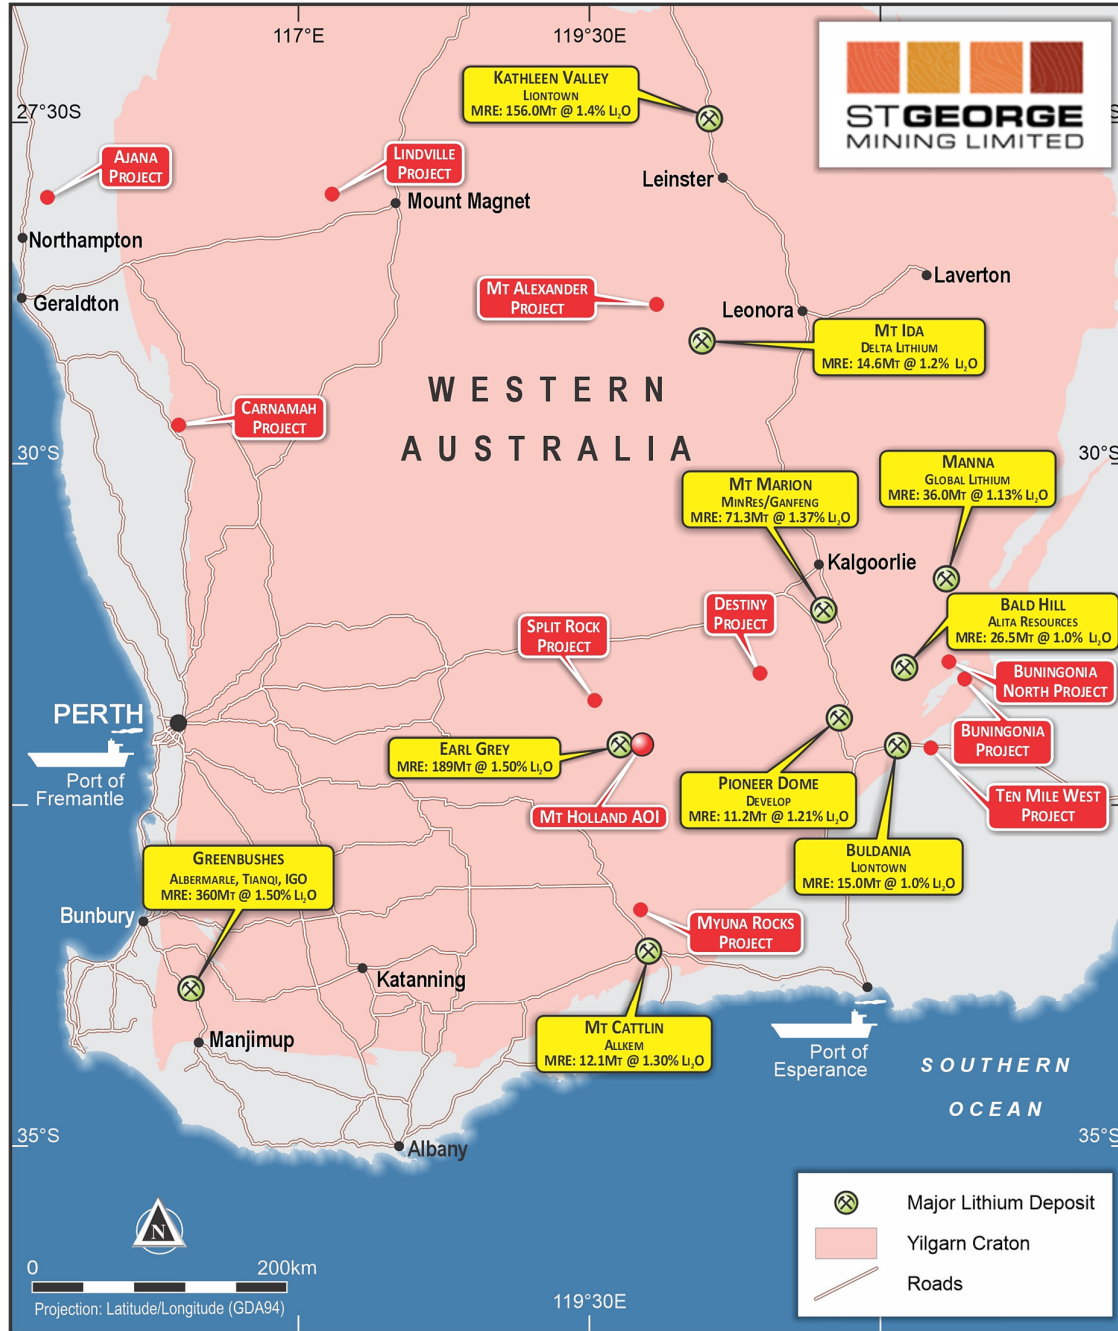 117°E
119°30E
ST GEORGE
MINING LIMITED
27°30S
KATHLEEN VALLEY
LIONTOWN
MRE: 156.0MT @ 1.4% LI₂O
AJANA
PROJECT
LINDVILLE
PROJECT
Leinster
Mount Magnet
Northampton
Geraldton
MT ALEXANDER
PROJECT
Laverton
Leonora
MT IDA
DELTA LITHIUM
MRE: 14.6MT @ 1.2% LI₂O
WESTERN
AUSTRALIA
CARNAMAH
PROJECT
30°S
30°S
MANNA
GLOBAL LITHIUM
MRE: 36.0MT @ 1.13% LI₂O
MT MARION
MINRES/GANFENG
MRE: 71.3MT @ 1.37% LI₂O
Kalgoorlie
DESTINY
PROJECT
SPLIT ROCK
PROJECT
BALD HILL
ALITA RESOURCES
MRE: 26.5MT @ 1.0% LI₂O
BUNINGONIA
NORTH PROJECT
BUNINGONIA
PROJECT
PERTH
Port of
Fremantle
EARL GREY
MRE: 189MT @ 1.50% LI₂O
MT HOLLAND AOI
PIONEER DOME
DEVELOP
MRE: 11.2MT @ 1.21% LI₂O
TEN MILE WEST
PROJECT
BULDANIA
LIONTOWN
MRE: 15.0MT @ 1.0% LI₂O
GREENBUSHES
ALBERMARLE, TIANQI, IGO
MRE: 360MT @ 1.50% LI₂O
Bunbury
MYUNA ROCKS
PROJECT
Katanning
Manjimup
MT CATTLIN
ALLKEM
MRE: 12.1MT @ 1.30% LI₂O
Port of
Esperance
SOUTHERN
OCEAN
35°S
35°S
Albany
N
0 200km
Projection: Latitude/Longitude (GDA94)
119°30E
Major Lithium Deposit
Yilgarn Craton
Roads